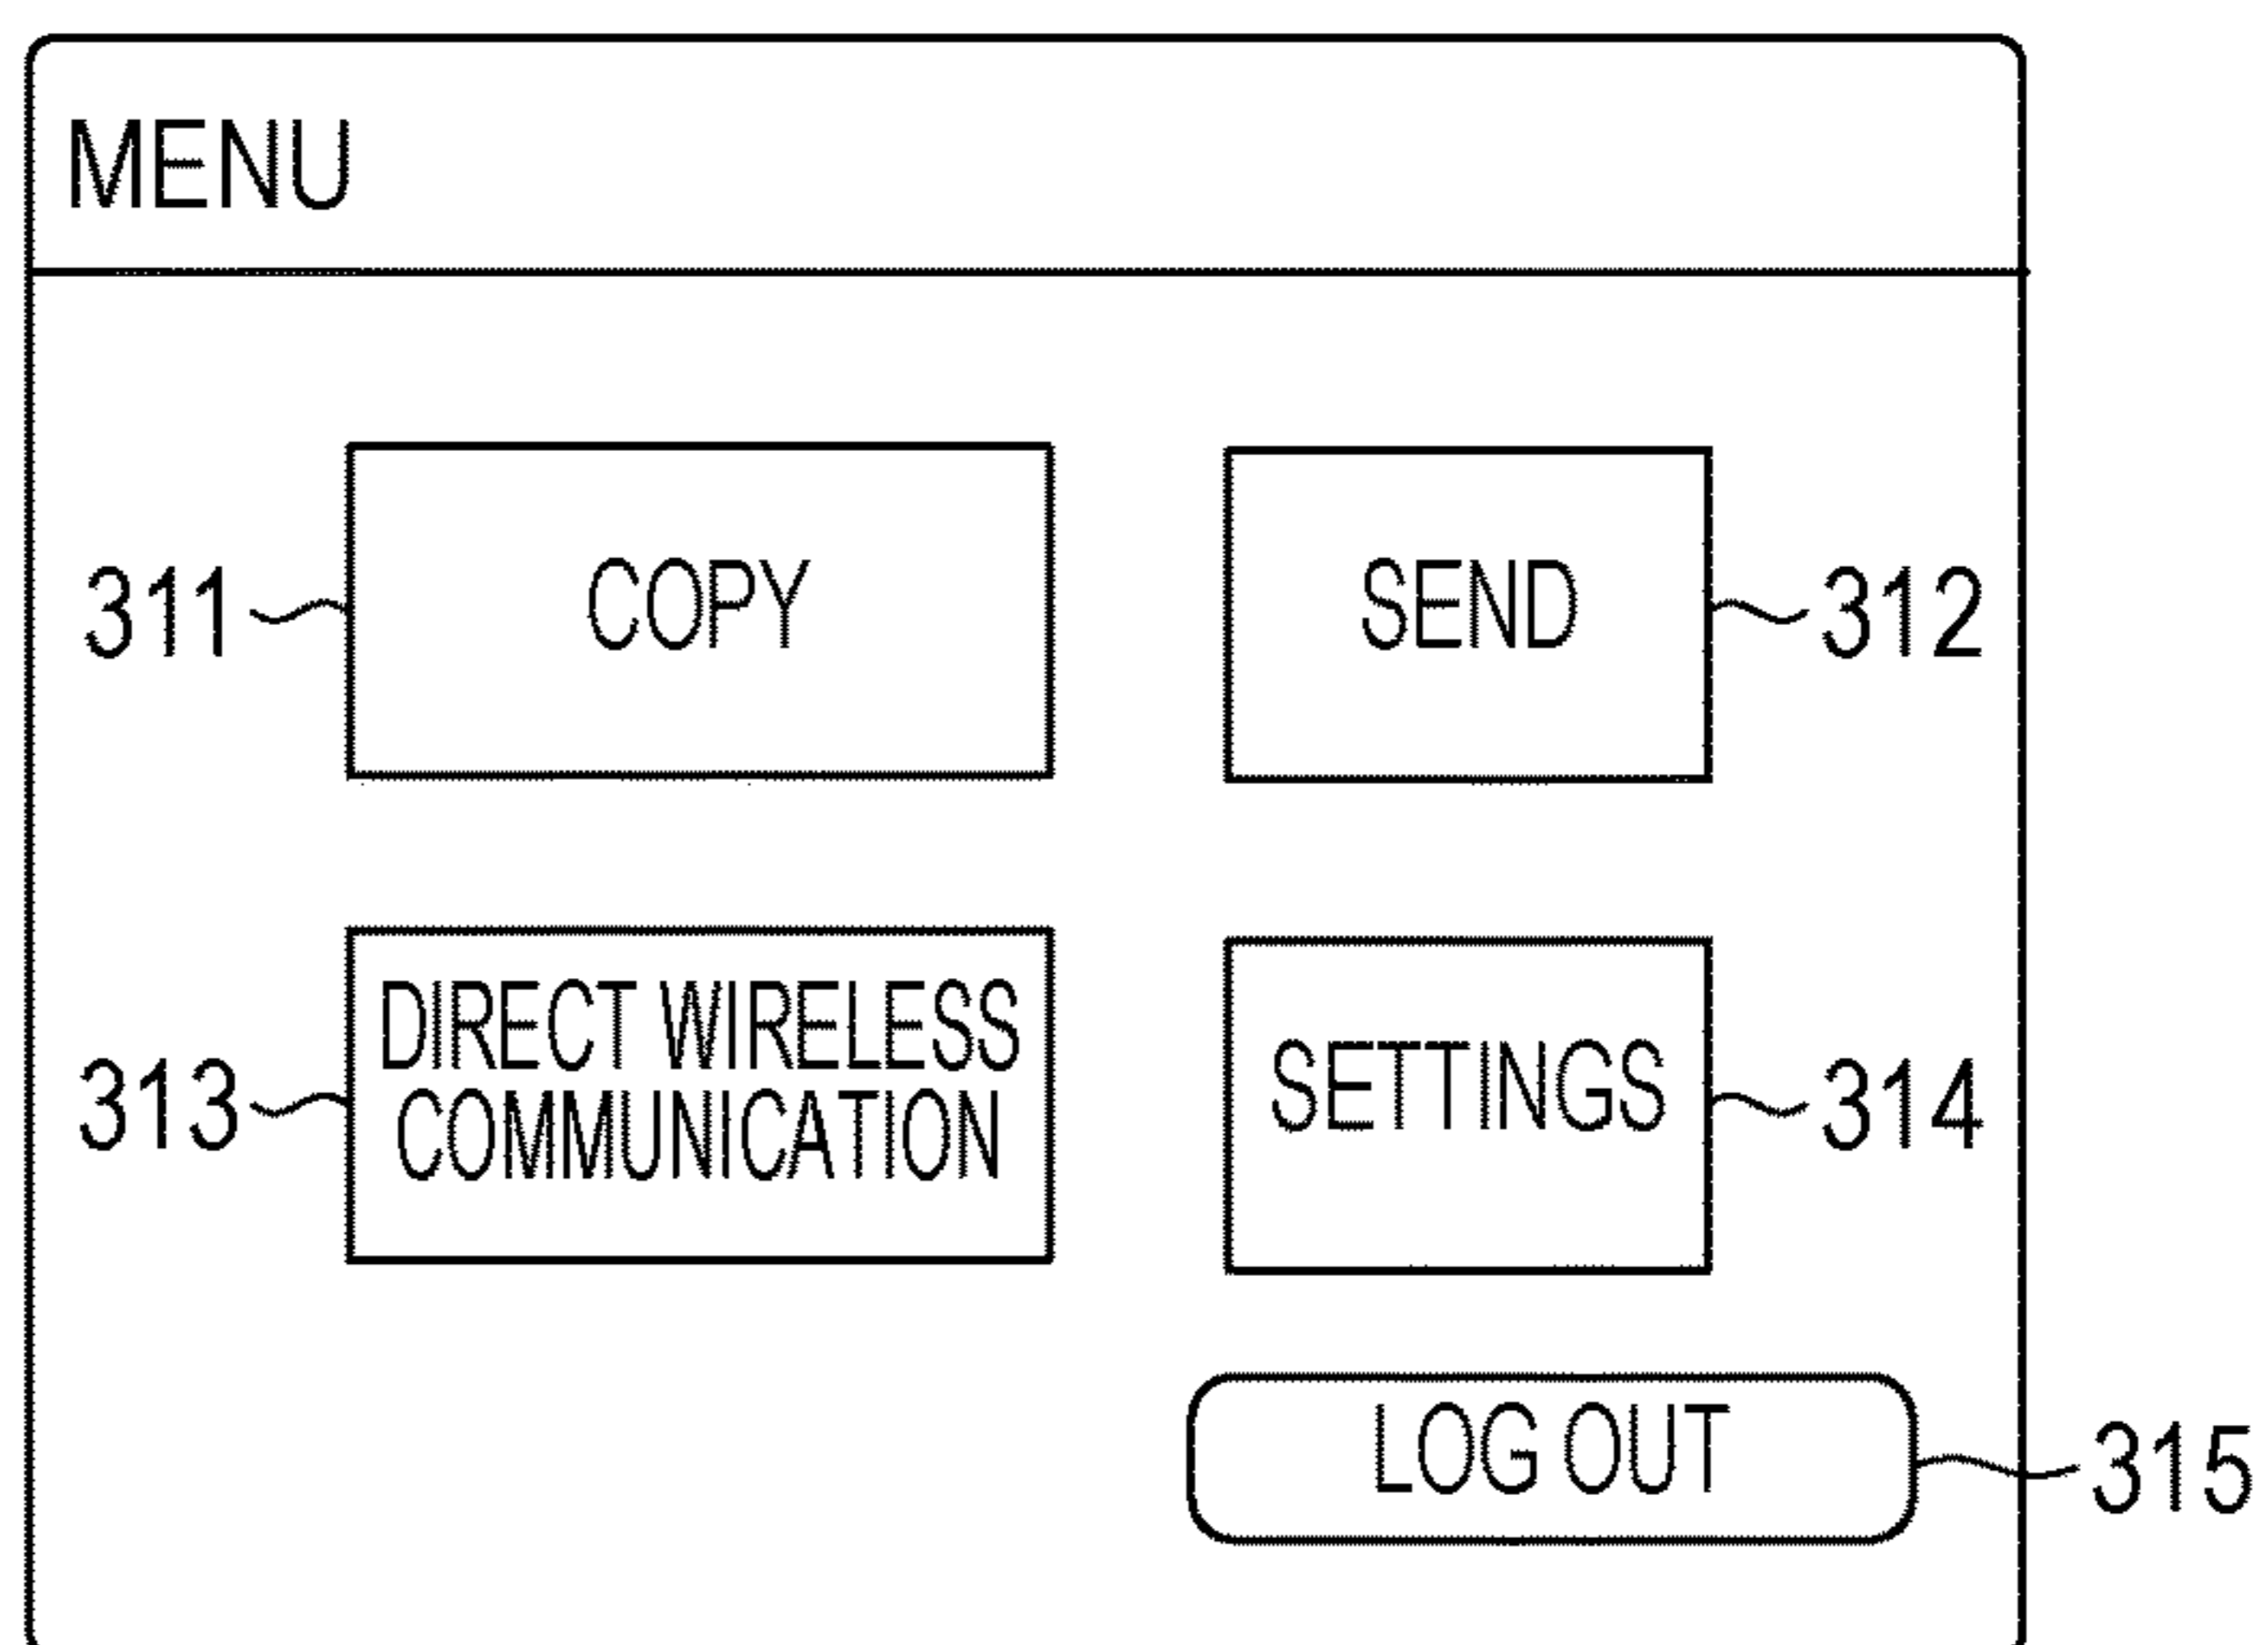 MENU
311 COPY
SEND 312
313 DIRECT WIRELESS
COMMUNICATION
SETTINGS 314
LOG OUT 315